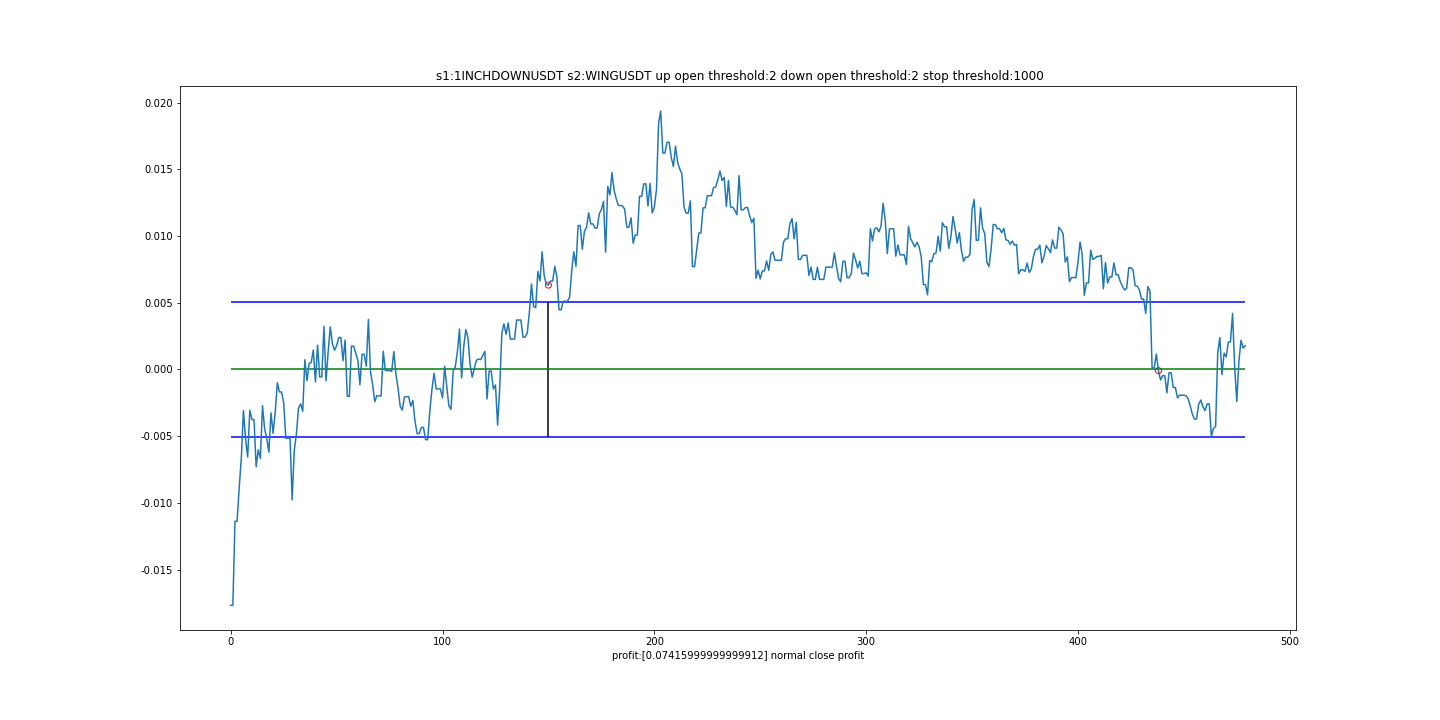 s1:1INCHDOWNUSDT s2:WINGUSDT up open threshold:2 down open threshold:2 stop threshold:1000
0.020
0.015
0.010
0.005
0.000
-0.005
-0.010
-0.015
0 100 200 300 400 500
profit:[0.07415999999999912] normal close profit